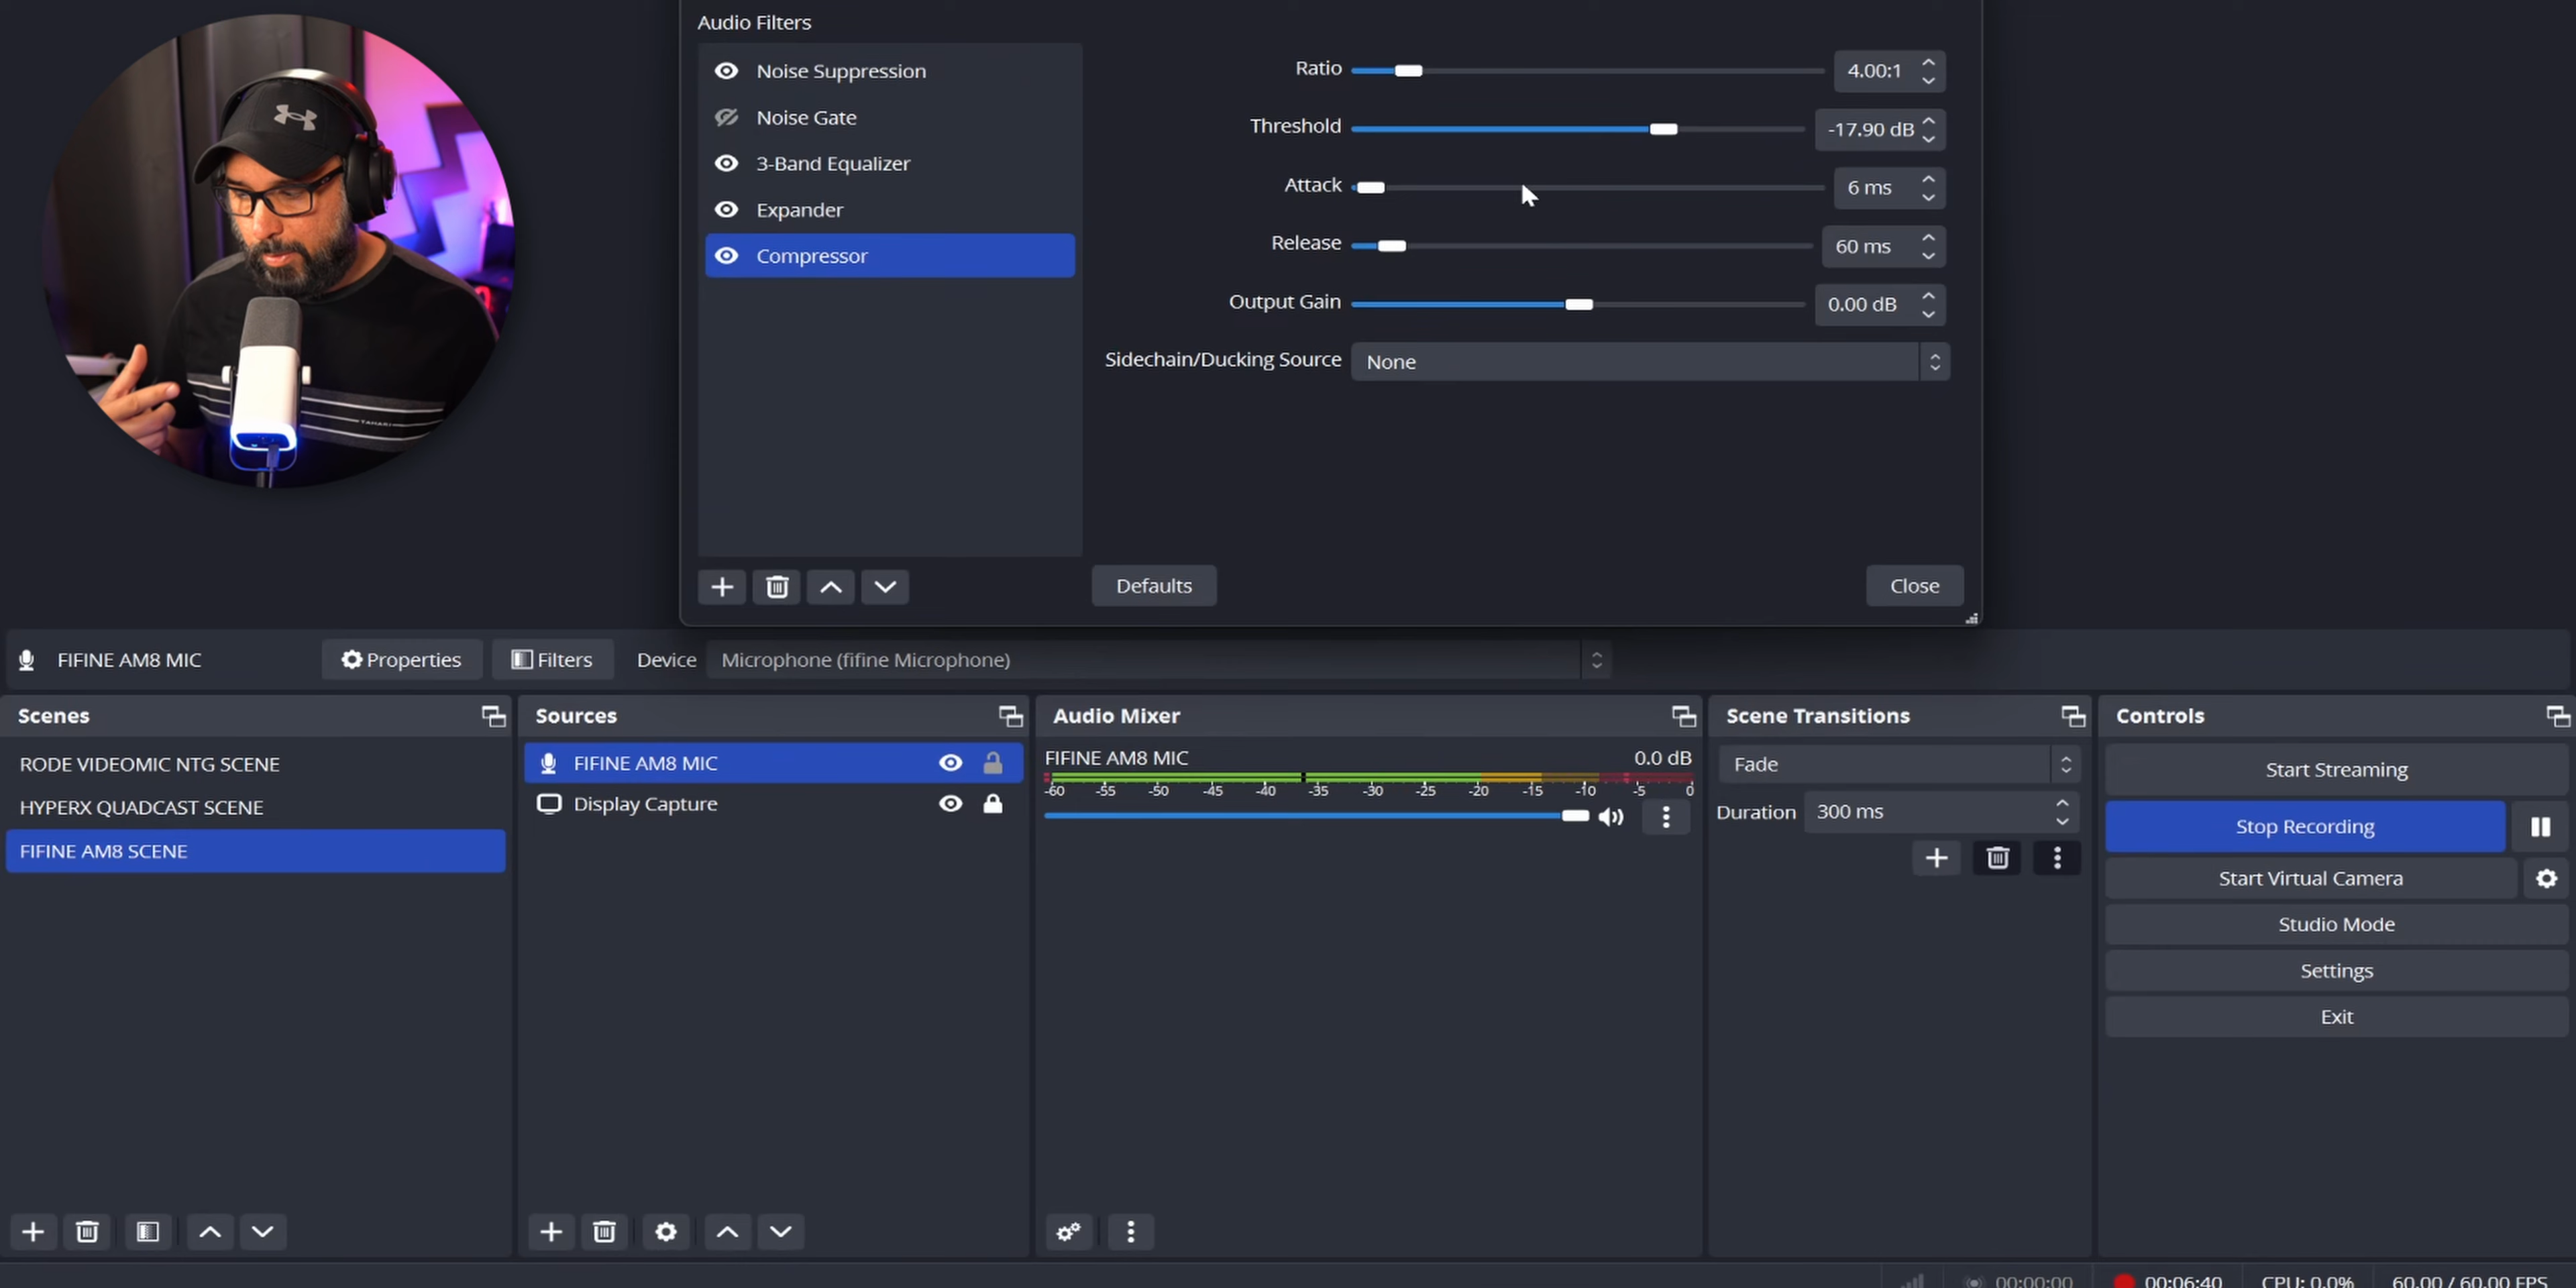 Audio Filters
Noise Suppression
Noise Gate
3-Band Equalizer
Expander
Compressor
Ratio 4.00:1
Threshold -17.90 dB
Attack 6 ms
Release 60 ms
Output Gain 0.00 dB
Sidechain/Ducking Source None
Defaults
Close
FIFINE AM8 MIC Properties Filters Device Microphone (fifine Microphone)
Scenes
RODE VIDEOMIC NTG SCENE
HYPERX QUADCAST SCENE
FIFINE AM8 SCENE
Sources
FIFINE AM8 MIC
Display Capture
Audio Mixer
FIFINE AM8 MIC 0.0 dB
-60 -55 -50 -45 -40 -35 -30 -25 -20 -15 -10 -5 0
Scene Transitions
Fade
Duration 300 ms
Controls
Start Streaming
Stop Recording
Start Virtual Camera
Studio Mode
Settings
Exit
00:00:00 00:06:40 CPU: 0.0% 60.00 / 60.00 FPS